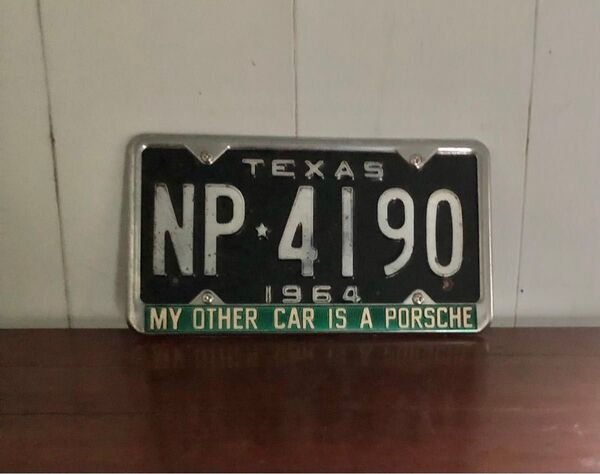 TEXAS
NP★4190
1964
MY OTHER CAR IS A PORSCHE